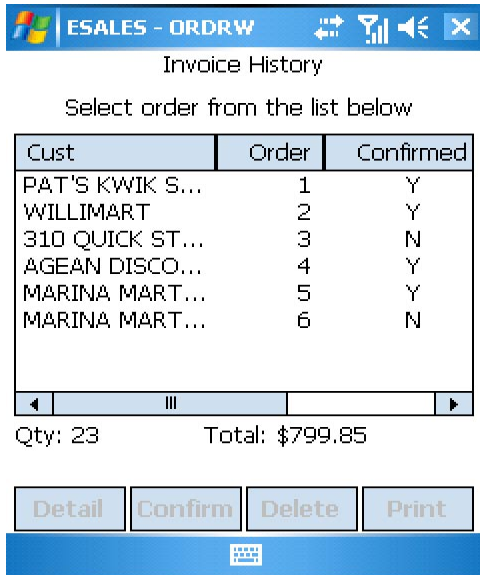 ESALES - ORDRW
Invoice History
Select order from the list below
Cust Order Confirmed
PAT'S KWIK S... 1 Y
WILLIMART 2 Y
310 QUICK ST... 3 N
AGEAN DISCO... 4 Y
MARINA MART... 5 Y
MARINA MART... 6 N
Qty: 23 Total: $799.85
Detail Confirm Delete Print